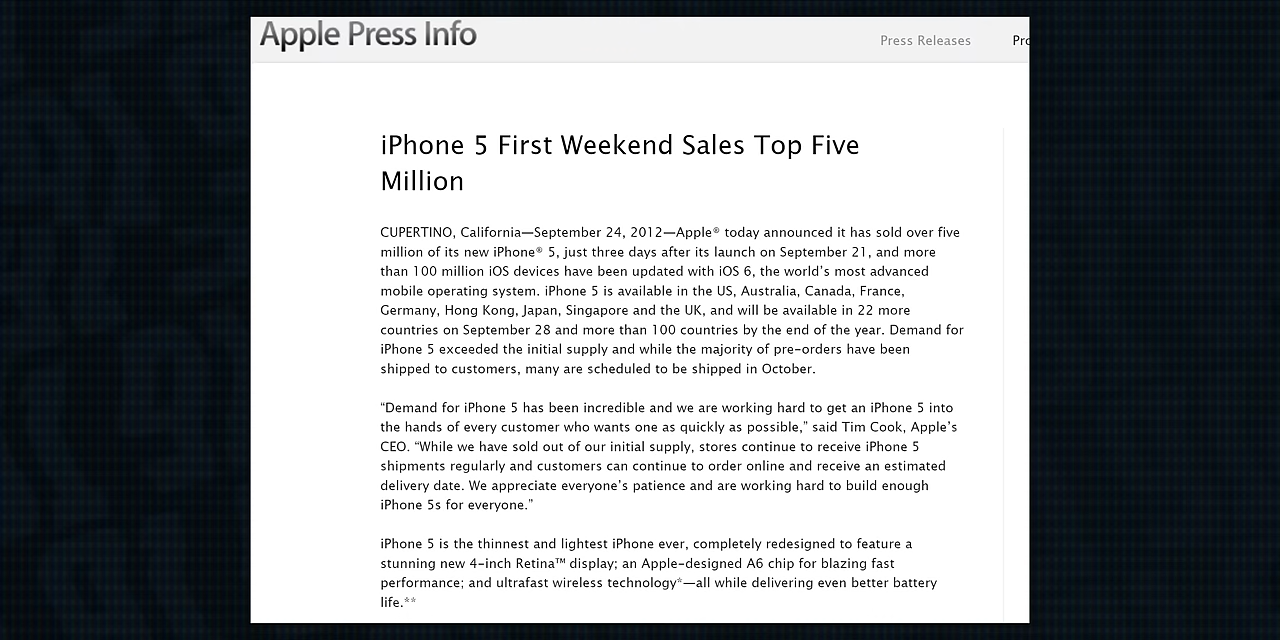 Apple Press Info
Press Releases
iPhone 5 First Weekend Sales Top Five
Million
CUPERTINO, California—September 24, 2012—Apple® today announced it has sold over five
million of its new iPhone® 5, just three days after its launch on September 21, and more
than 100 million iOS devices have been updated with iOS 6, the world’s most advanced
mobile operating system. iPhone 5 is available in the US, Australia, Canada, France,
Germany, Hong Kong, Japan, Singapore and the UK, and will be available in 22 more
countries on September 28 and more than 100 countries by the end of the year. Demand for
iPhone 5 exceeded the initial supply and while the majority of pre-orders have been
shipped to customers, many are scheduled to be shipped in October.
“Demand for iPhone 5 has been incredible and we are working hard to get an iPhone 5 into
the hands of every customer who wants one as quickly as possible,” said Tim Cook, Apple’s
CEO. “While we have sold out of our initial supply, stores continue to receive iPhone 5
shipments regularly and customers can continue to order online and receive an estimated
delivery date. We appreciate everyone’s patience and are working hard to build enough
iPhone 5s for everyone.”
iPhone 5 is the thinnest and lightest iPhone ever, completely redesigned to feature a
stunning new 4-inch Retina™ display; an Apple-designed A6 chip for blazing fast
performance; and ultrafast wireless technology*—all while delivering even better battery
life.**